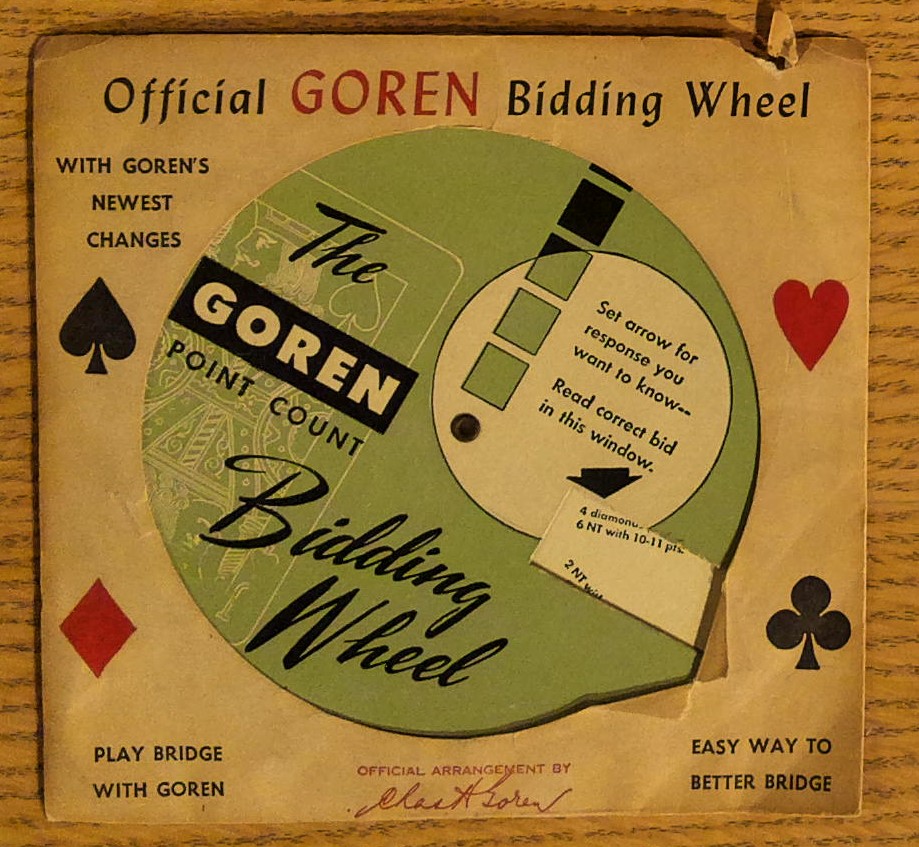 Official GOREN Bidding Wheel
WITH GOREN'S
NEWEST
CHANGES
The
GOREN
POINT COUNT
Bidding
Wheel
Set arrow for
response you
want to know--
Read correct bid
in this window.
4
6 NT with 10-11 pts.
2 NT
PLAY BRIDGE
WITH GOREN
OFFICIAL ARRANGEMENT BY
Chas H Goren
EASY WAY TO
BETTER BRIDGE